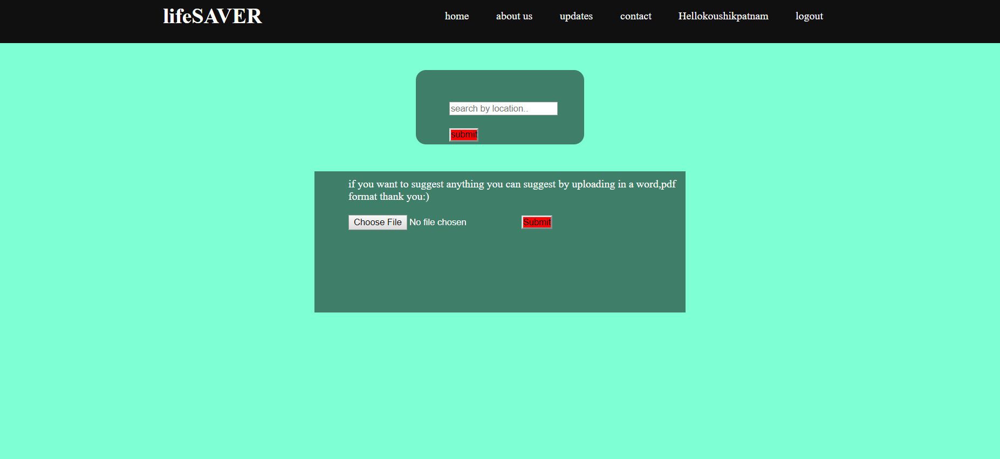 lifeSAVER home about us updates contact Hellokoushikpatnam logout
search by location..
submit
if you want to suggest anything you can suggest by uploading in a word,pdf
format thank you:)
Choose File No file chosen Submit